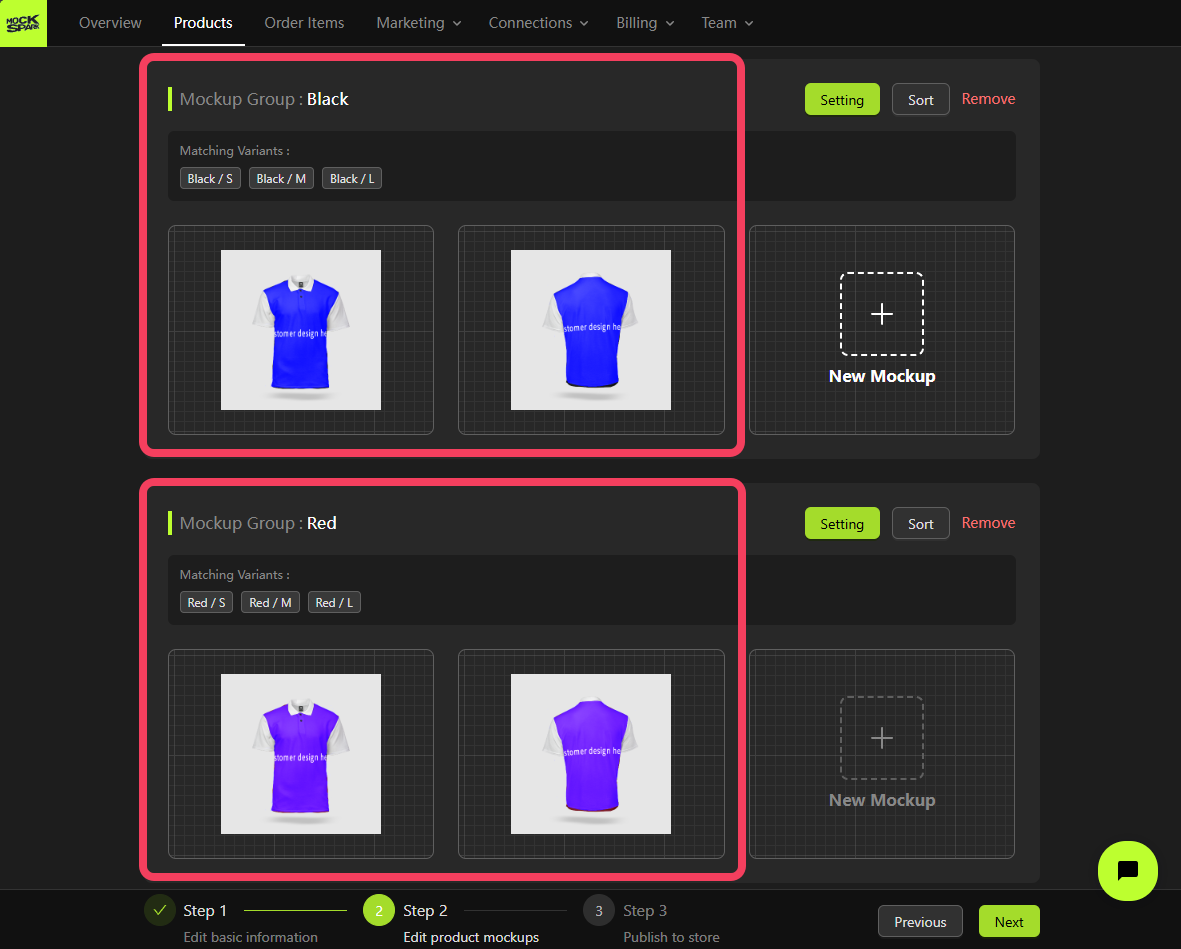 MOCK SPARK
Overview Products Order Items Marketing Connections Billing Team
Mockup Group : Black
Setting Sort Remove
Matching Variants :
Black / S Black / M Black / L
stomer design he
stomer design he
New Mockup
Mockup Group : Red
Setting Sort Remove
Matching Variants :
Red / S Red / M Red / L
stomer design he
stomer design he
New Mockup
Step 1 2 Step 2 3 Step 3
Edit basic information Edit product mockups Publish to store
Previous Next